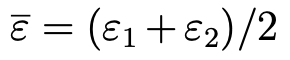 ε̅ = (ε₁ + ε₂)/2